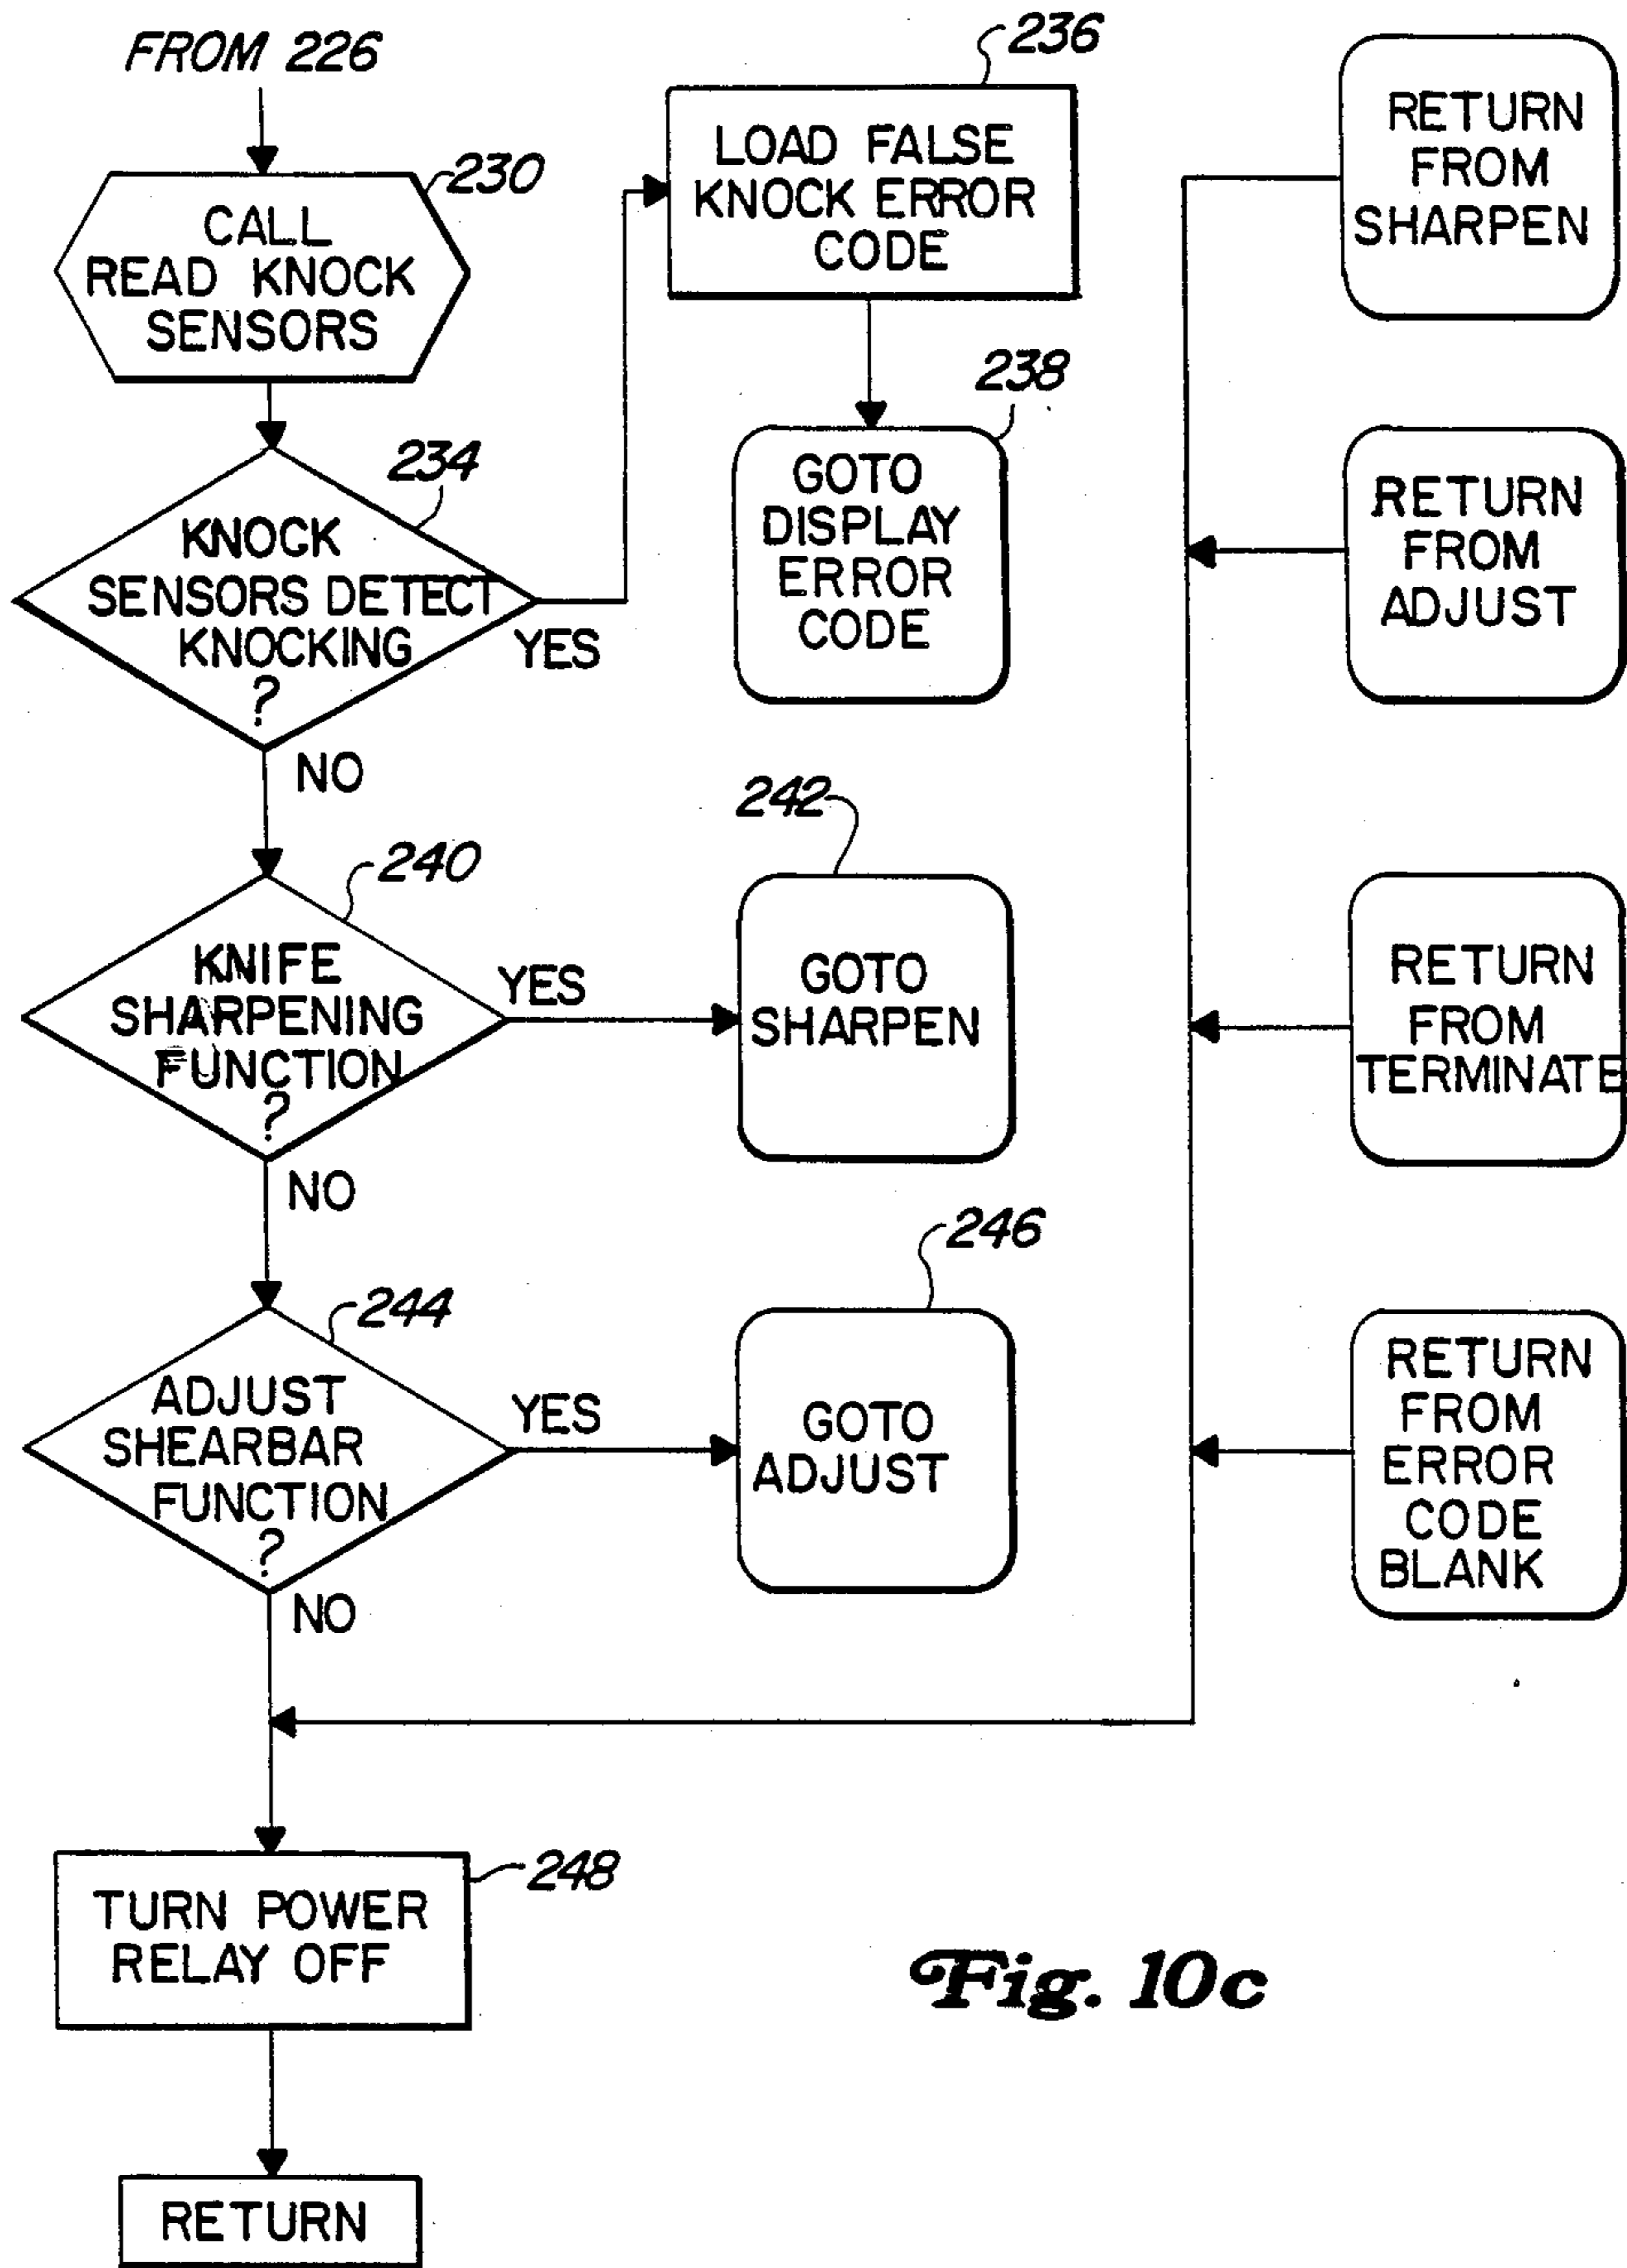 FROM 226
230
CALL
READ KNOCK
SENSORS
234
KNOCK
SENSORS DETECT
KNOCKING
?
YES
NO
236
LOAD FALSE
KNOCK ERROR
CODE
238
GOTO
DISPLAY
ERROR
CODE
240
KNIFE
SHARPENING
FUNCTION
?
YES
NO
242
GOTO
SHARPEN
244
ADJUST
SHEARBAR
FUNCTION
?
YES
NO
246
GOTO
ADJUST
RETURN
FROM
SHARPEN
RETURN
FROM
ADJUST
RETURN
FROM
TERMINATE
RETURN
FROM
ERROR
CODE
BLANK
248
TURN POWER
RELAY OFF
RETURN
Fig. 10c